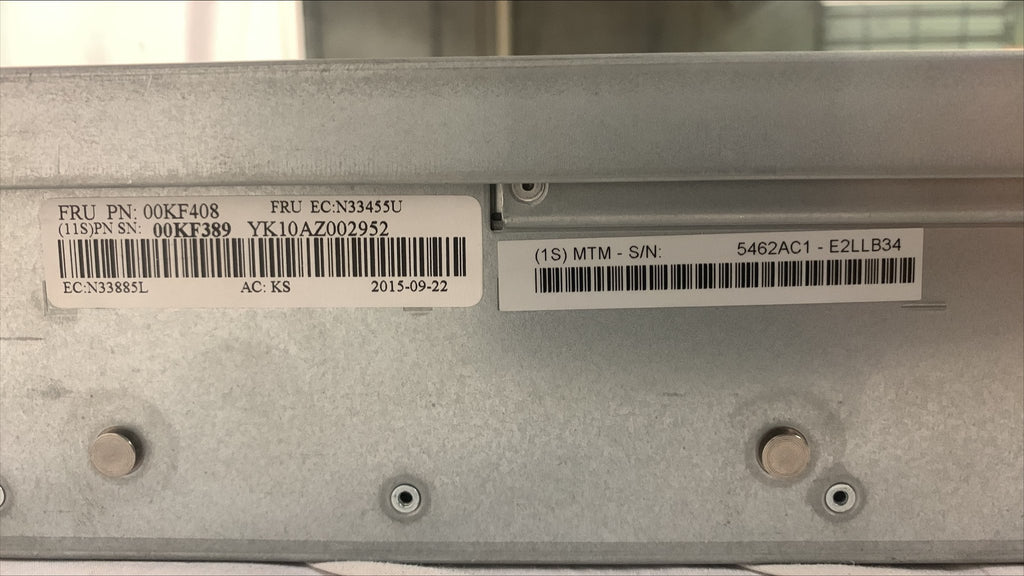 FRU PN: 00KF408 FRU EC:N33455U
(11S)PN SN: 00KF389 YK10AZ002952
EC:N33885L AC: KS 2015-09-22
(1S) MTM - S/N: 5462AC1 - E2LLB34